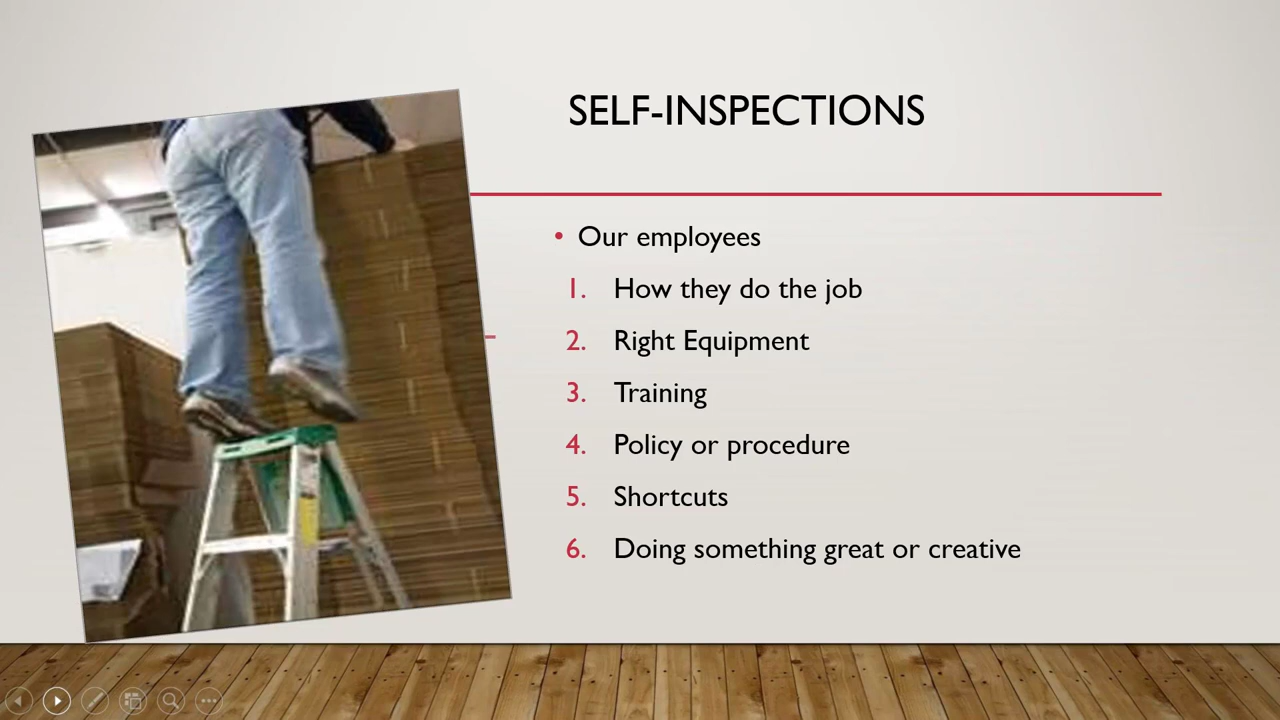 SELF-INSPECTIONS
• Our employees
1. How they do the job
2. Right Equipment
3. Training
4. Policy or procedure
5. Shortcuts
6. Doing something great or creative